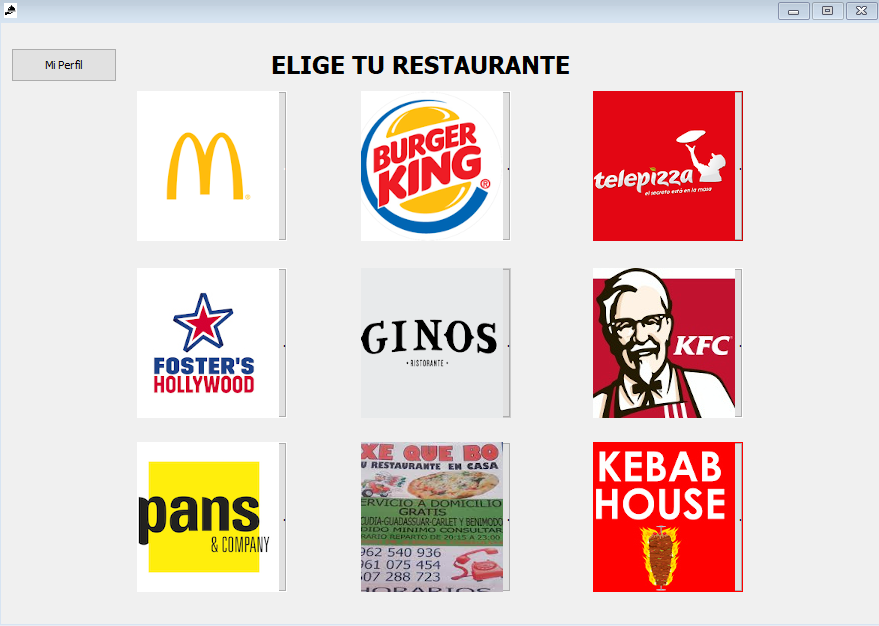 Mi Perfil
ELIGE TU RESTAURANTE
M
BURGER
KING
®
telepizza
el secreto está en la masa
FOSTER'S
HOLLYWOOD
GINOS
• RISTORANTE •
KFC
pans
& COMPANY
XE QUE BO
U RESTAURANTE EN CASA
ERVICIO A DOMICILIO
GRATIS
CUDIA-GUADASSUAR-CARLET Y BENIMODO
DIDO MINIMO CONSULTAR
RARIO REPARTO DE 20:15 A 23:00
962 540 936
961 075 454
607 288 723
HORARIOS
KEBAB
HOUSE